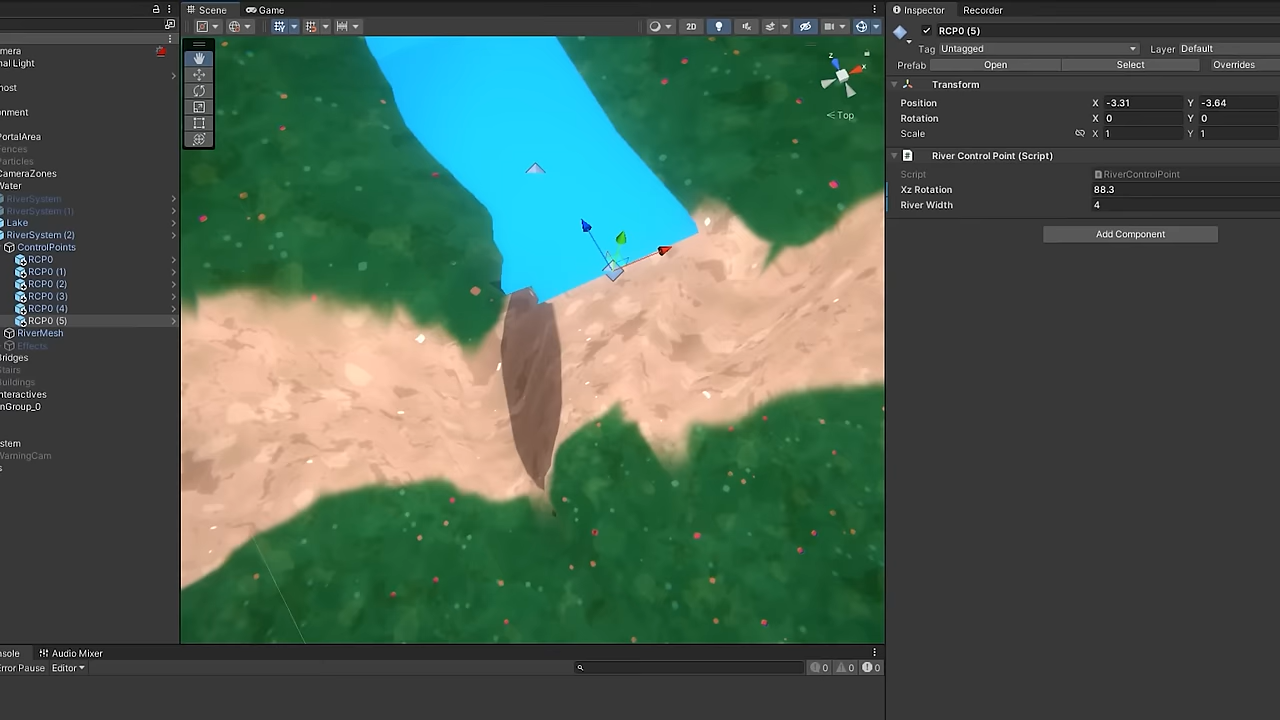 Scene
Game
Inspector
Recorder
2D
mera
nal Light
host
onment
PortalArea
ences
Particles
CameraZones
Water
RiverSystem
RiverSystem (1)
Lake
RiverSystem (2)
ControlPoints
RCP0
RCP0 (1)
RCP0 (2)
RCP0 (3)
RCP0 (4)
RCP0 (5)
RiverMesh
Effects
Bridges
Stairs
Buildings
nteractives
nGroup_0
stem
WarningCam
s
z
x
Top
RCP0 (5)
Tag Untagged Layer Default
Prefab Open Select Overrides
Transform
Position X -3.31 Y -3.64
Rotation X 0 Y 0
Scale X 1 Y 1
River Control Point (Script)
Script RiverControlPoint
Xz Rotation 88.3
River Width 4
Add Component
nsole Audio Mixer
rror Pause Editor 0 0 0